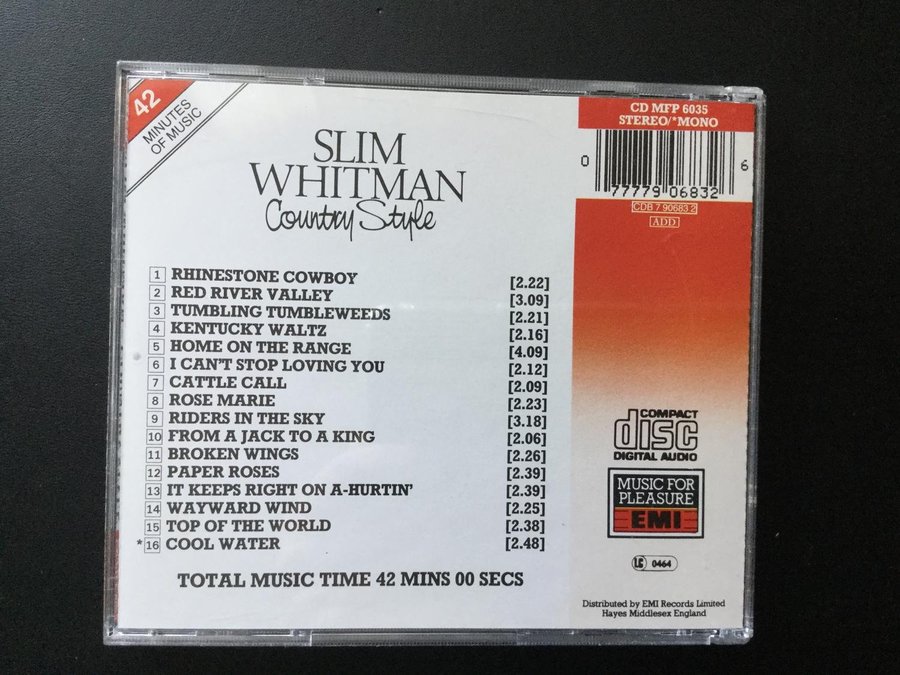 42
MINUTES
OF MUSIC
SLIM
WHITMAN
Country Style
CD MFP 6035
STEREO/*MONO
0 77779 06832 6
CDB 7 90683 2
ADD
1 RHINESTONE COWBOY [2.22]
2 RED RIVER VALLEY [3.09]
3 TUMBLING TUMBLEWEEDS [2.21]
4 KENTUCKY WALTZ [2.16]
5 HOME ON THE RANGE [4.09]
6 I CAN'T STOP LOVING YOU [2.12]
7 CATTLE CALL [2.09]
8 ROSE MARIE [2.23]
9 RIDERS IN THE SKY [3.18]
10 FROM A JACK TO A KING [2.06]
11 BROKEN WINGS [2.26]
12 PAPER ROSES [2.39]
13 IT KEEPS RIGHT ON A-HURTIN' [2.39]
14 WAYWARD WIND [2.25]
15 TOP OF THE WORLD [2.38]
*16 COOL WATER [2.48]
TOTAL MUSIC TIME 42 MINS 00 SECS
COMPACT
disc
DIGITAL AUDIO
MUSIC FOR
PLEASURE
EMI
LC 0464
Distributed by EMI Records Limited
Hayes Middlesex England